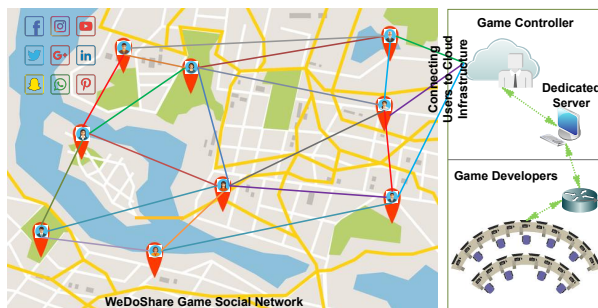 Game Controller
Connecting
Users to Cloud
Infrastructure
Dedicated
Server
Game Developers
WeDoShare Game Social Network